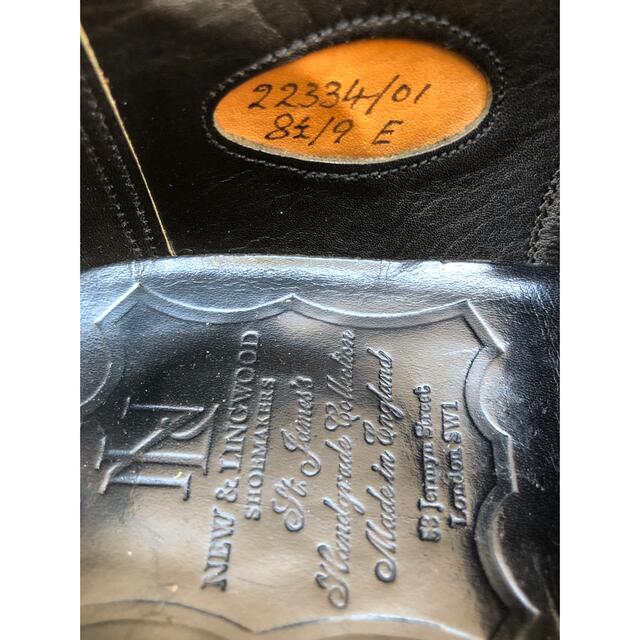 22334/01
8½/9 E
NEW & LINGWOOD
SHOEMAKERS
St. James's
Handgrade Collection
Made in England
53 Jermyn Street
London SW1